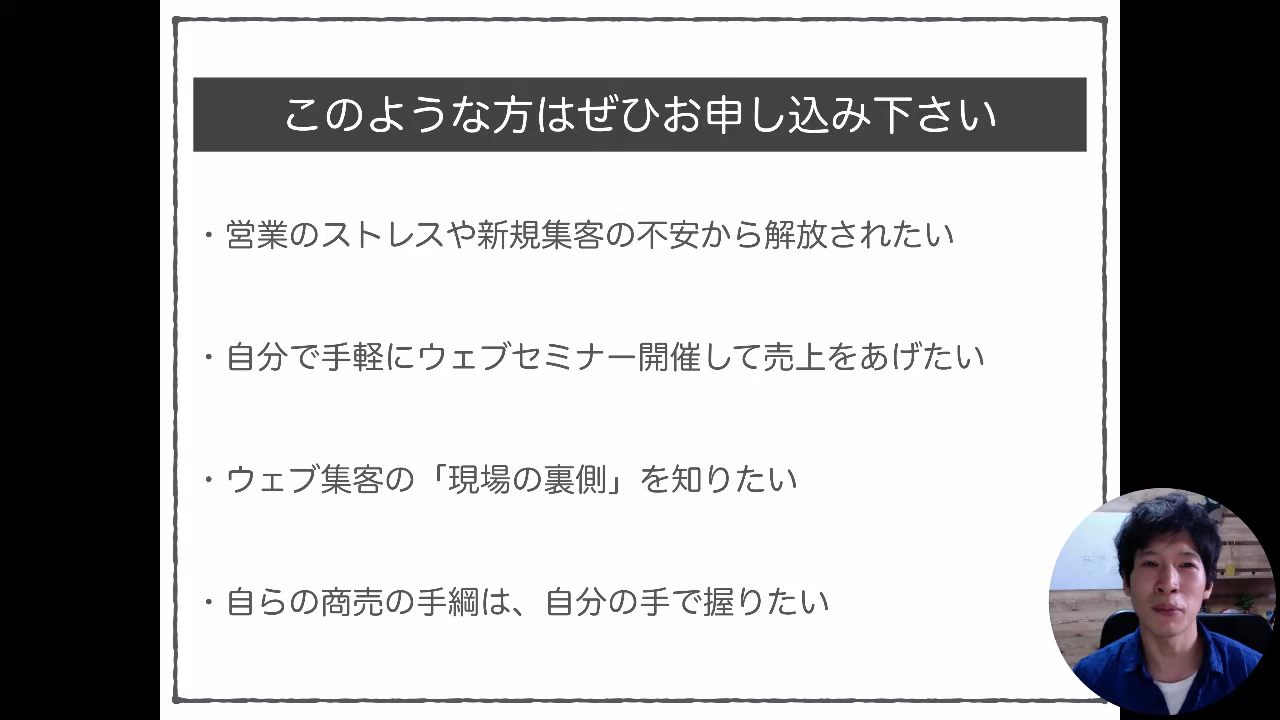 このような方はぜひお申し込み下さい
・営業のストレスや新規集客の不安から解放されたい
・自分で手軽にウェブセミナー開催して売上をあげたい
・ウェブ集客の「現場の裏側」を知りたい
・自らの商売の手綱は、自分の手で握りたい